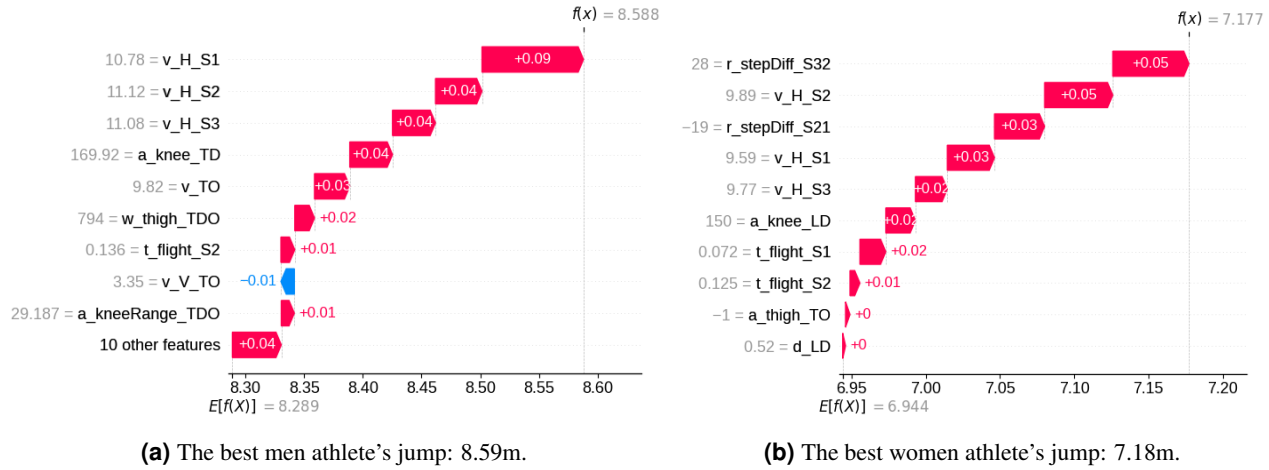 f(x) = 8.588
10.78 = v_H_S1
+0.09
11.12 = v_H_S2
+0.04
11.08 = v_H_S3
+0.04
169.92 = a_knee_TD
+0.04
9.82 = v_TO
+0.03
794 = w_thigh_TDO
+0.02
0.136 = t_flight_S2
+0.01
3.35 = v_V_TO
−0.01
29.187 = a_kneeRange_TDO
+0.01
10 other features
+0.04
8.30 8.35 8.40 8.45 8.50 8.55 8.60
E[f(X)] = 8.289
(a) The best men athlete's jump: 8.59m.
f(x) = 7.177
28 = r_stepDiff_S32
+0.05
9.89 = v_H_S2
+0.05
−19 = r_stepDiff_S21
+0.03
9.59 = v_H_S1
+0.03
9.77 = v_H_S3
+0.02
150 = a_knee_LD
+0.02
0.072 = t_flight_S1
+0.02
0.125 = t_flight_S2
+0.01
−1 = a_thigh_TO
+0
0.52 = d_LD
+0
6.95 7.00 7.05 7.10 7.15 7.20
E[f(X)] = 6.944
(b) The best women athlete's jump: 7.18m.